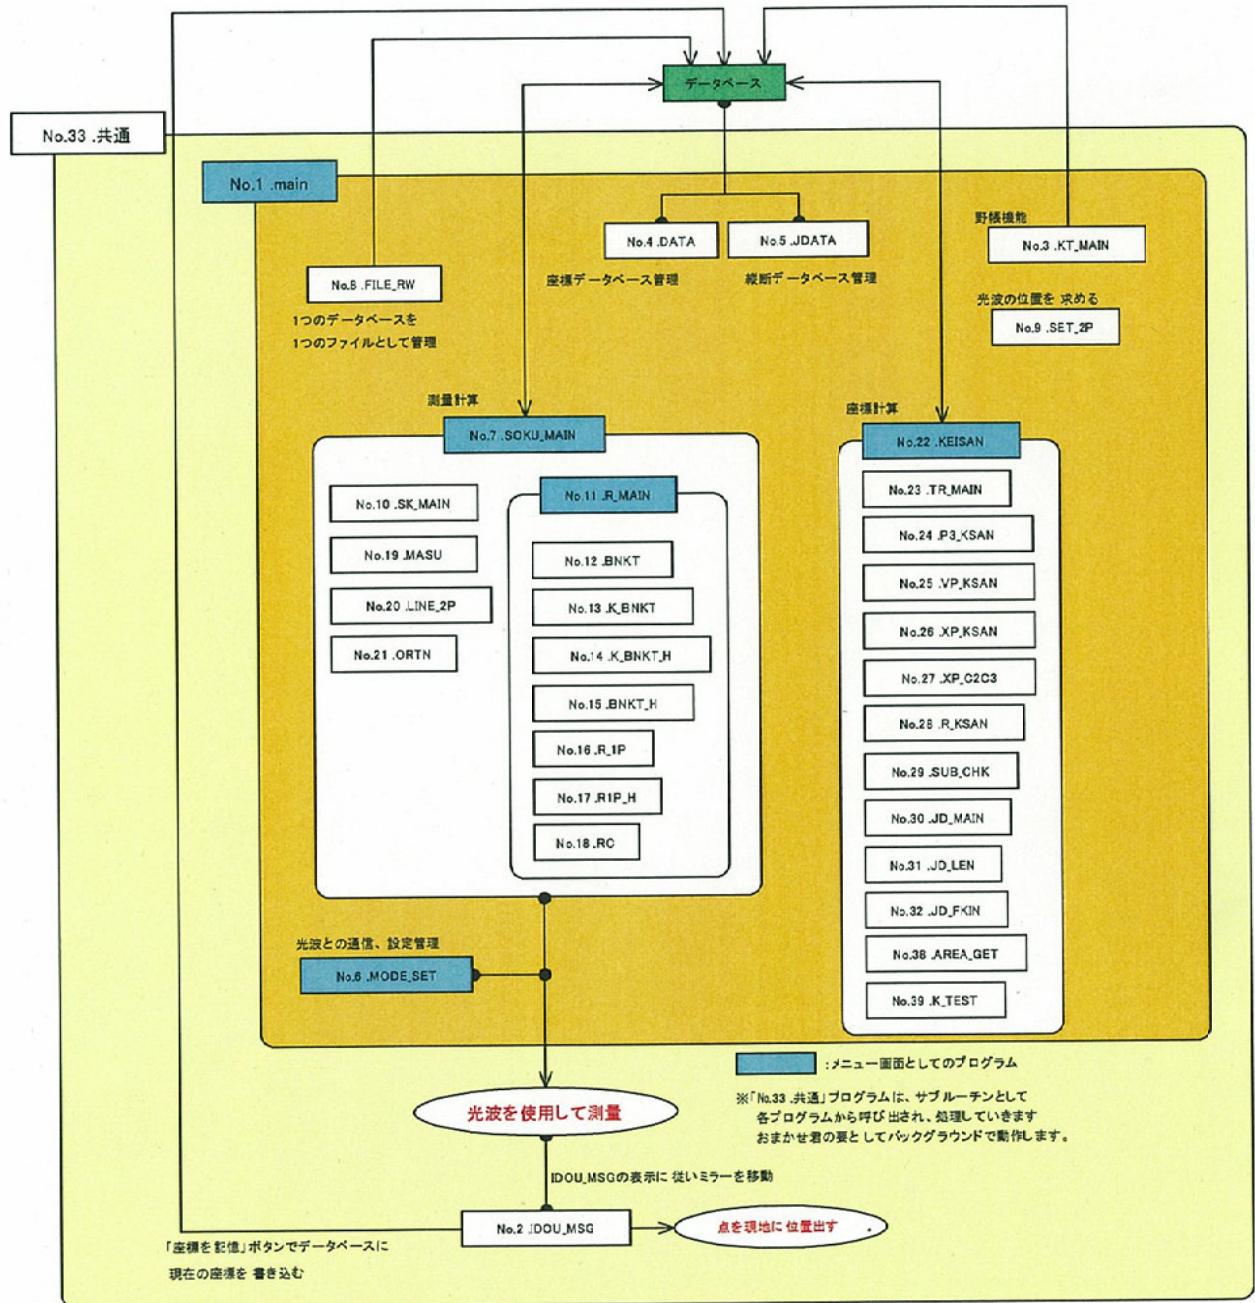 データベース
No.33 .共通
No.1 .main
No.4 .DATA
No.5 .JDATA
座標データベース管理
縦断データベース管理
野帳機能
No.3 .KT_MAIN
光波の位置を 求める
No.9 .SET_2P
No.8 .FILE_RW
1つのデータベースを
1つのファイルとして管理
測量計算
No.7 .SOKU_MAIN
No.10 .SK_MAIN
No.19 .MASU
No.20 .LINE_2P
No.21 .ORTN
No.11 .R_MAIN
No.12 .BNKT
No.13 .K_BNKT
No.14 .K_BNKT_H
No.15 .BNKT_H
No.16 .R_1P
No.17 .R1P_H
No.18 .RC
座標計算
No.22 .KEISAN
No.23 .TR_MAIN
No.24 .P3_KSAN
No.25 .VP_KSAN
No.26 .XP_KSAN
No.27 .XP_C2C3
No.28 .R_KSAN
No.29 .SUB_CHK
No.30 .JD_MAIN
No.31 .JD_LEN
No.32 .JD_FKIN
No.38 .AREA_GET
No.39 .K_TEST
光波との通信、設定管理
No.6 .MODE_SET
:メニュー画面としてのプログラム
※「No.33 .共通」プログラムは、サブルーチンとして
各プログラムから呼び出され、処理していきます
おまかせ君の要としてバックグラウンドで動作します。
光波を使用して測量
IDOU_MSGの表示に 従いミラーを移動
No.2 .IDOU_MSG
点を現地に 位置出す
「座標を記憶」ボタンでデータベースに
現在の座標を 書き込む